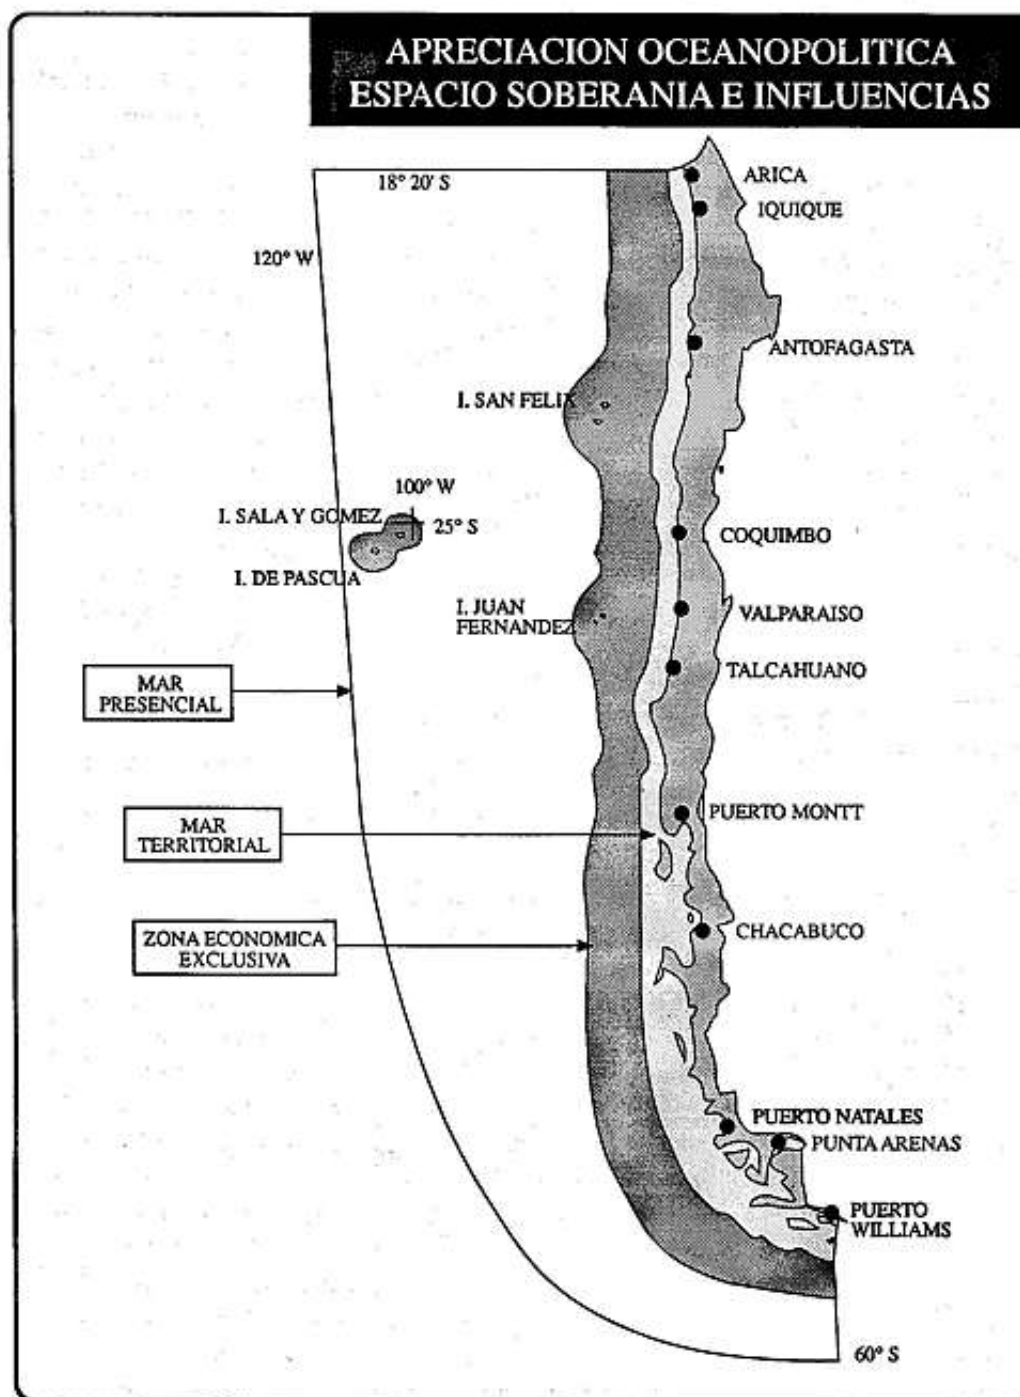 APRECIACION OCEANOPOLITICA
ESPACIO SOBERANIA E INFLUENCIAS
18° 20' S
ARICA
IQUIQUE
120° W
ANTOFAGASTA
I. SAN FELIX
100° W
I. SALA Y GOMEZ
25° S
COQUIMBO
I. DE PASCUA
I. JUAN
FERNANDEZ
VALPARAISO
TALCAHUANO
MAR
PRESENCIAL
PUERTO MONTT
MAR
TERRITORIAL
CHACABUCO
ZONA ECONOMICA
EXCLUSIVA
PUERTO NATALES
PUNTA ARENAS
PUERTO
WILLIAMS
60° S